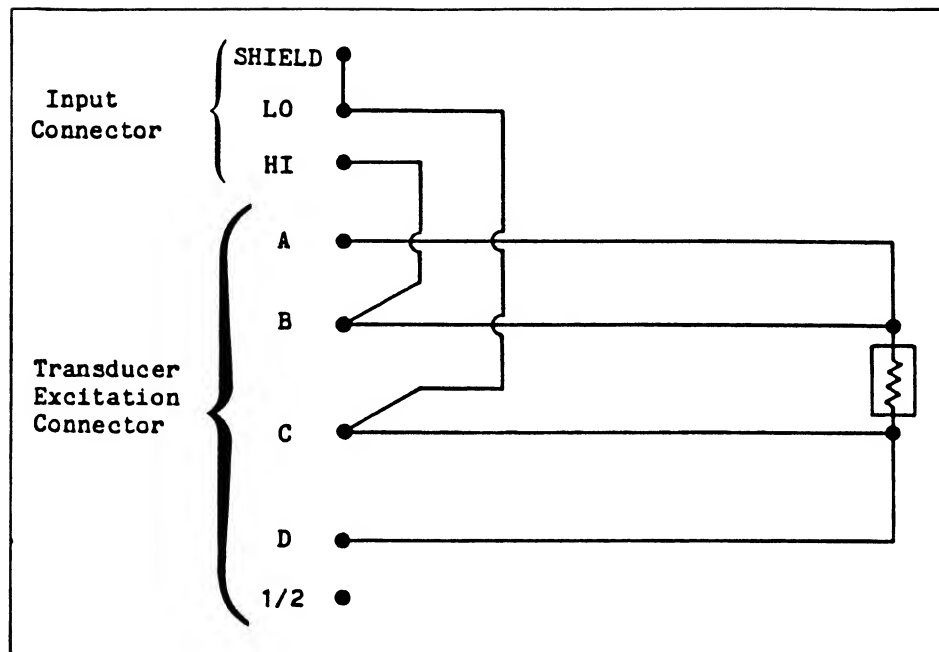 SHIELD
Input
Connector
LO
HI
A
B
Transducer
Excitation
Connector
C
D
1/2